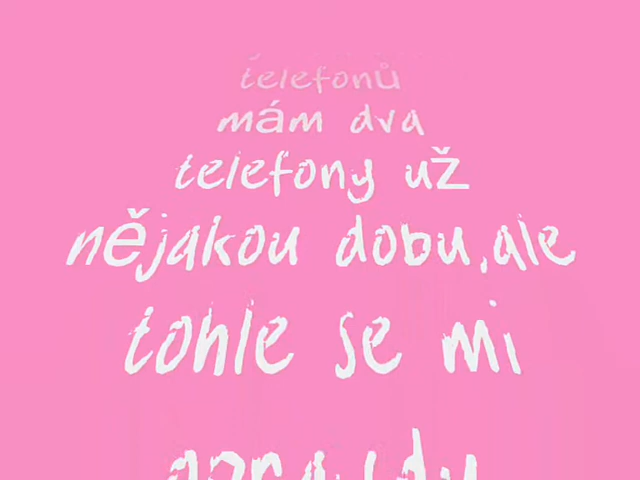 telefonů
mám dva
telefony už
nějakou dobu,ale
tohle se mi